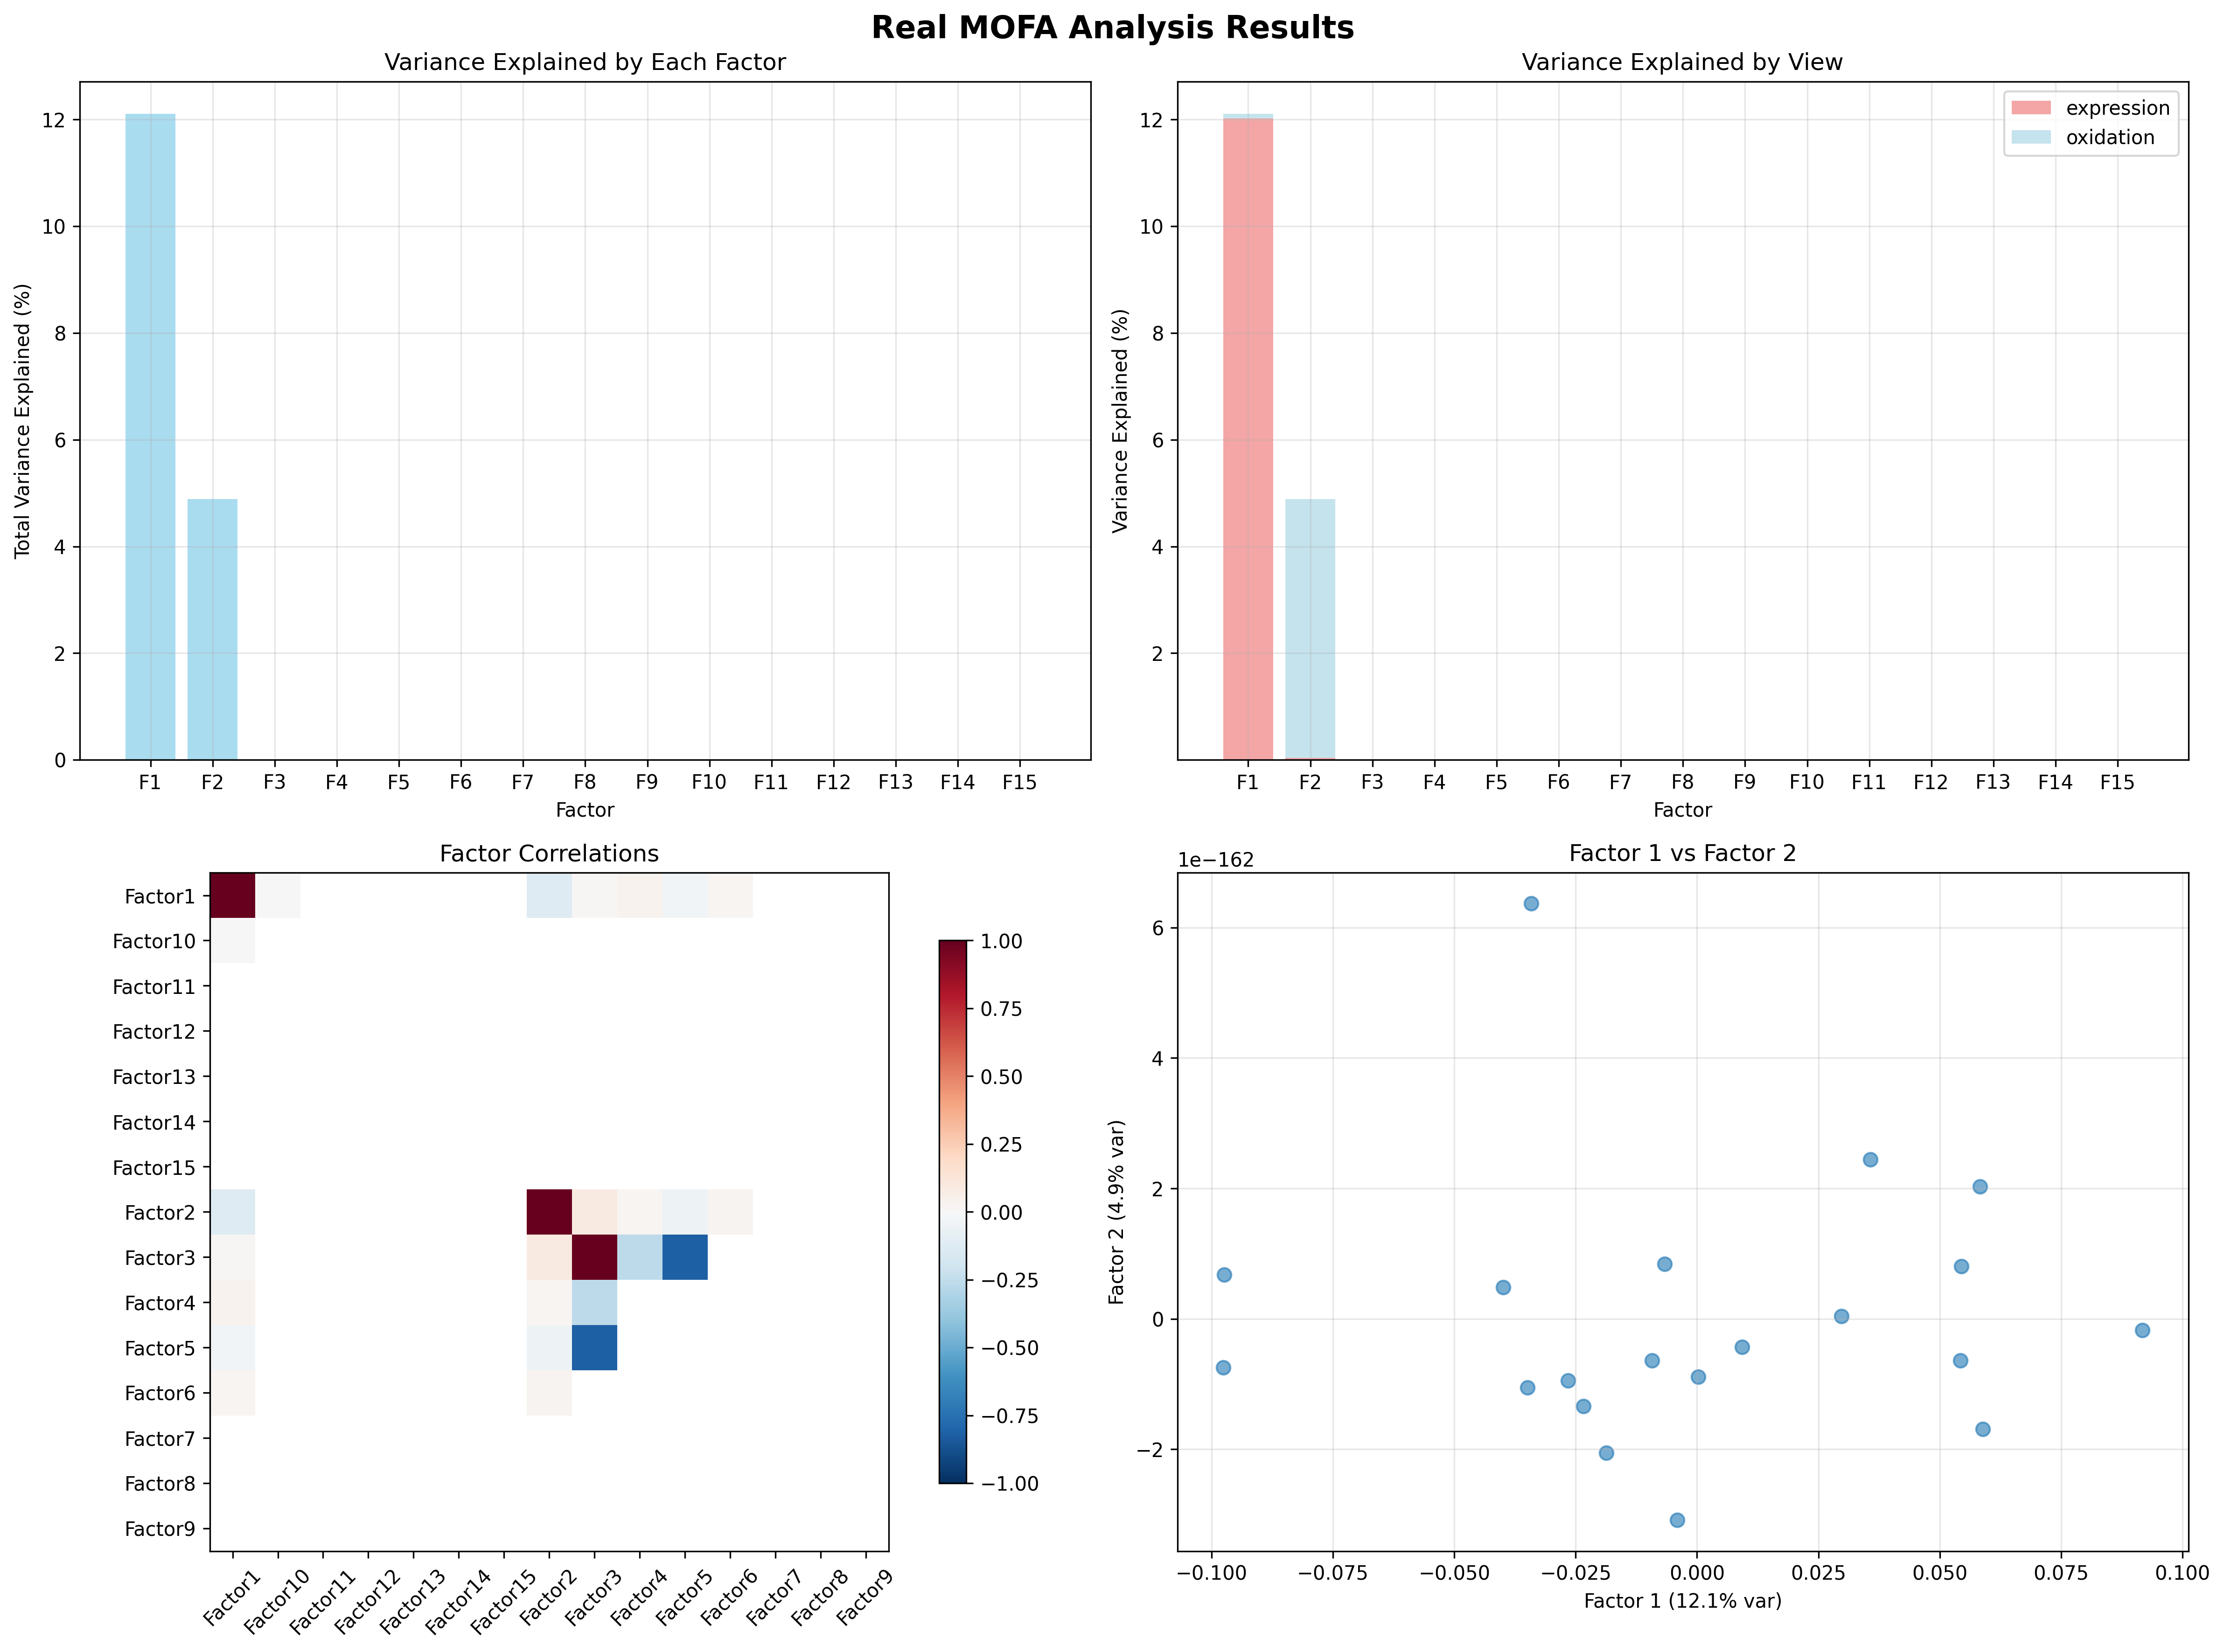 Real MOFA Analysis Results
Variance Explained by Each Factor
Total Variance Explained (%)
12
10
8
6
4
2
0
F1 F2 F3 F4 F5 F6 F7 F8 F9 F10 F11 F12 F13 F14 F15
Factor
Variance Explained by View
expression
oxidation
Variance Explained (%)
12
10
8
6
4
2
F1 F2 F3 F4 F5 F6 F7 F8 F9 F10 F11 F12 F13 F14 F15
Factor
Factor Correlations
Factor1
Factor10
Factor11
Factor12
Factor13
Factor14
Factor15
Factor2
Factor3
Factor4
Factor5
Factor6
Factor7
Factor8
Factor9
Factor1 Factor10 Factor11 Factor12 Factor13 Factor14 Factor15 Factor2 Factor3 Factor4 Factor5 Factor6 Factor7 Factor8 Factor9
1.00
0.75
0.50
0.25
0.00
−0.25
−0.50
−0.75
−1.00
1e−162
Factor 1 vs Factor 2
Factor 2 (4.9% var)
6
4
2
0
−2
−0.100 −0.075 −0.050 −0.025 0.000 0.025 0.050 0.075 0.100
Factor 1 (12.1% var)